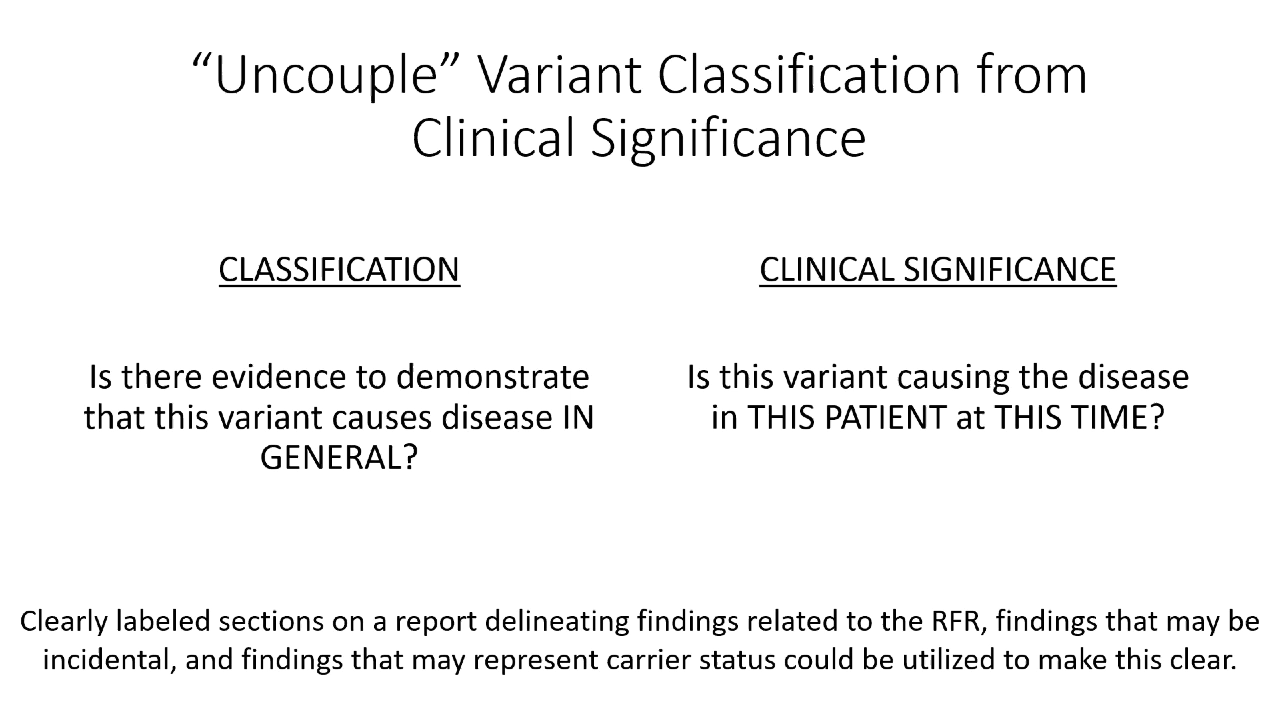 “Uncouple” Variant Classification from
Clinical Significance
CLASSIFICATION
Is there evidence to demonstrate
that this variant causes disease IN
GENERAL?
CLINICAL SIGNIFICANCE
Is this variant causing the disease
in THIS PATIENT at THIS TIME?
Clearly labeled sections on a report delineating findings related to the RFR, findings that may be
incidental, and findings that may represent carrier status could be utilized to make this clear.